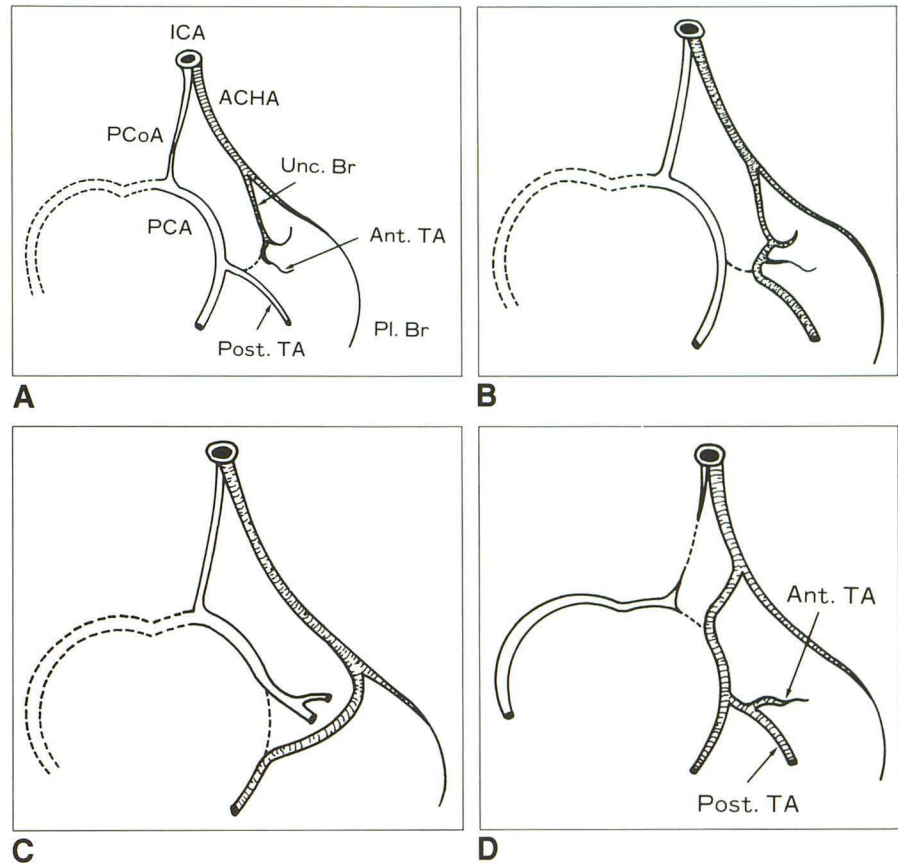 ICA
ACHA
PCoA
Unc. Br
PCA
Ant. TA
Post. TA
Pl. Br
A
B
Ant. TA
Post. TA
C
D